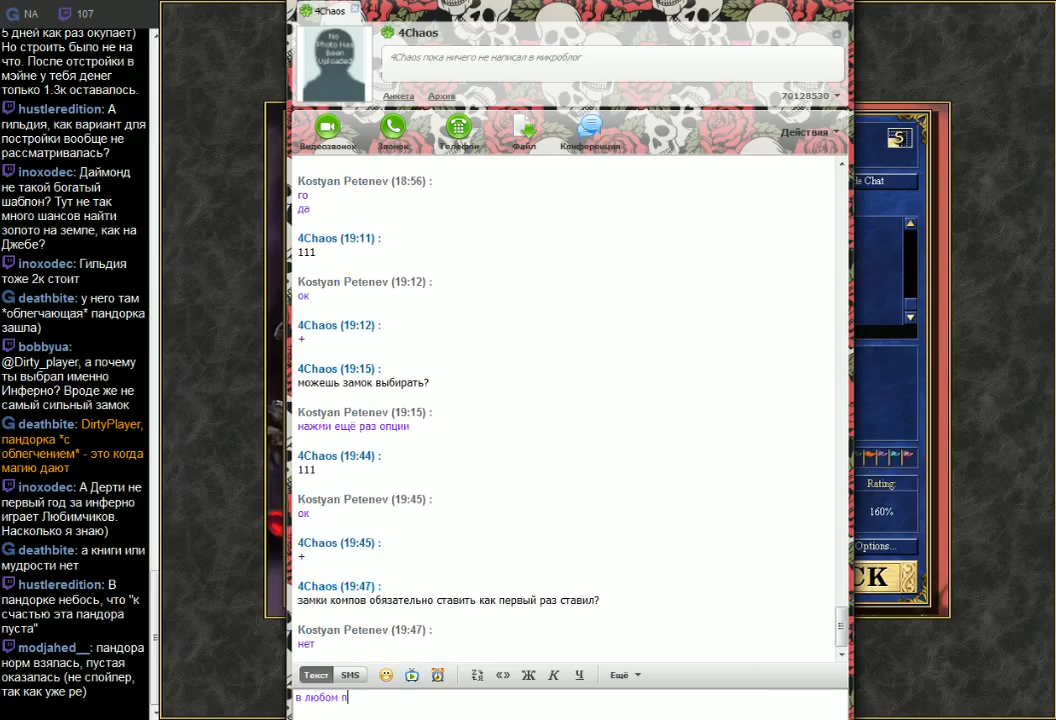 NA 107
5 дней как раз окупает)
Но строить было не на
что. После отстройки в
мэйне у тебя денег
только 1.3к оставалось.
hustleredition: А
гильдия, как вариант для
постройки вообще не
рассматривалась?
inoxodec: Даймонд
не такой богатый
шаблон? Тут не так
много шансов найти
золото на земле, как на
Джебе?
inoxodec: Гильдия
тоже 2к стоит
deathbite: у него там
*облегчающая* пандорка
зашла)
bobbyua:
@Dirty_player, а почему
ты выбрал именно
Инферно? Вроде же не
самый сильный замок
deathbite: DirtyPlayer,
пандорка *с
облегчением* - это когда
магию дают
inoxodec: А Дерти не
первый год за инферно
играет Любимчиков.
Насколько я знаю)
deathbite: а книги или
мудрости нет
hustleredition: В
пандорке небось, что "к
счастью эта пандора
пуста"
modjahed__: пандора
норм взялась, пустая
оказалась (не спойлер,
так как уже ре)
4Chaos
No
Photo Has
Been
Uploaded
4Chaos
4Chaos пока ничего не написал в микроблог
Анкета Архив
70128530
Видеозвонок Звонок Телефон Файл Конференция
Действия
Kostyan Petenev (18:56) :
го
да
4Chaos (19:11) :
111
Kostyan Petenev (19:12) :
ок
4Chaos (19:12) :
+
4Chaos (19:15) :
можешь замок выбирать?
Kostyan Petenev (19:15) :
нажми ещё раз опции
4Chaos (19:44) :
111
Kostyan Petenev (19:45) :
ок
4Chaos (19:45) :
+
4Chaos (19:47) :
замки компов обязательно ставить как первый раз ставил?
Kostyan Petenev (19:47) :
нет
Текст SMS
Ж К Ч Ещё
в любом п
5
Chat
Rating:
160%
Options...
CK